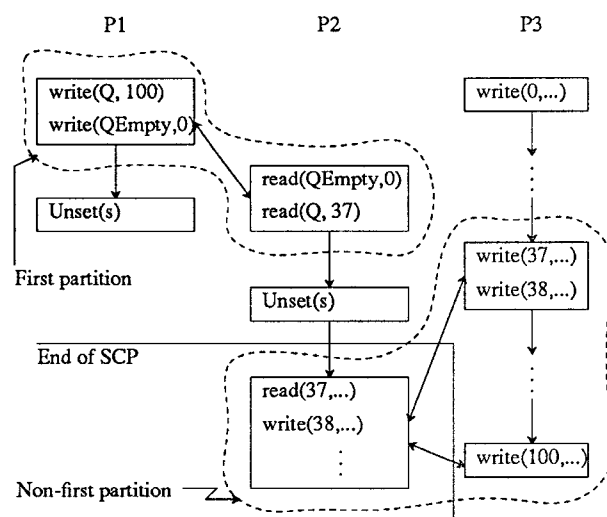 P1 P2 P3
write(Q, 100)
write(QEmpty,0)
write(0,...)
read(QEmpty,0)
read(Q, 37)
Unset(s)
write(37,...)
write(38,...)
First partition
Unset(s)
End of SCP
read(37,...)
write(38,...)
write(100,...)
Non-first partition